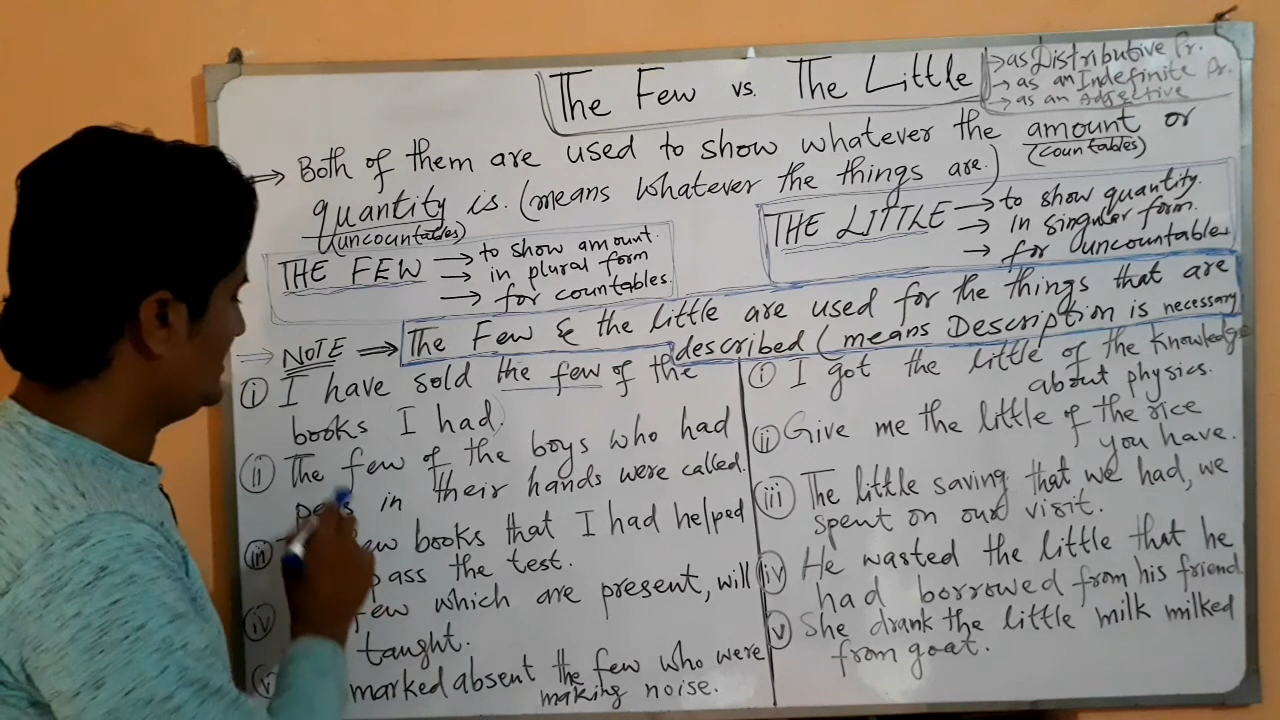 The Few vs. The Little
→ as Distributive Pr.
→ as an Indefinite Pr.
→ as an Adjective
⇒ Both of them are used to show whatever the amount or
(countables)
quantity is. (means whatever the things are.)
(uncountables)
THE FEW → to show amount.
→ in plural form
→ for countables.
THE LITTLE → to show quantity.
→ in singular form.
→ for uncountables
⇒ NOTE ⇒ The Few & the little are used for the things that are
described (means Description is necessary
(i) I have sold the few of the
books I had.
(ii) The few of the boys who had
pens in their hands were called.
(iii) books that I had helped
pass the test.
(iv) few which are present, will
taught.
(v) marked absent the few who were
making noise.
(i) I got the little of the knowledge
about physics.
(ii) Give me the little of the rice
you have.
(iii) The little saving that we had, we
spent on our visit.
(iv) He wasted the little that he
had borrowed from his friend.
(v) She drank the little milk milked
from goat.